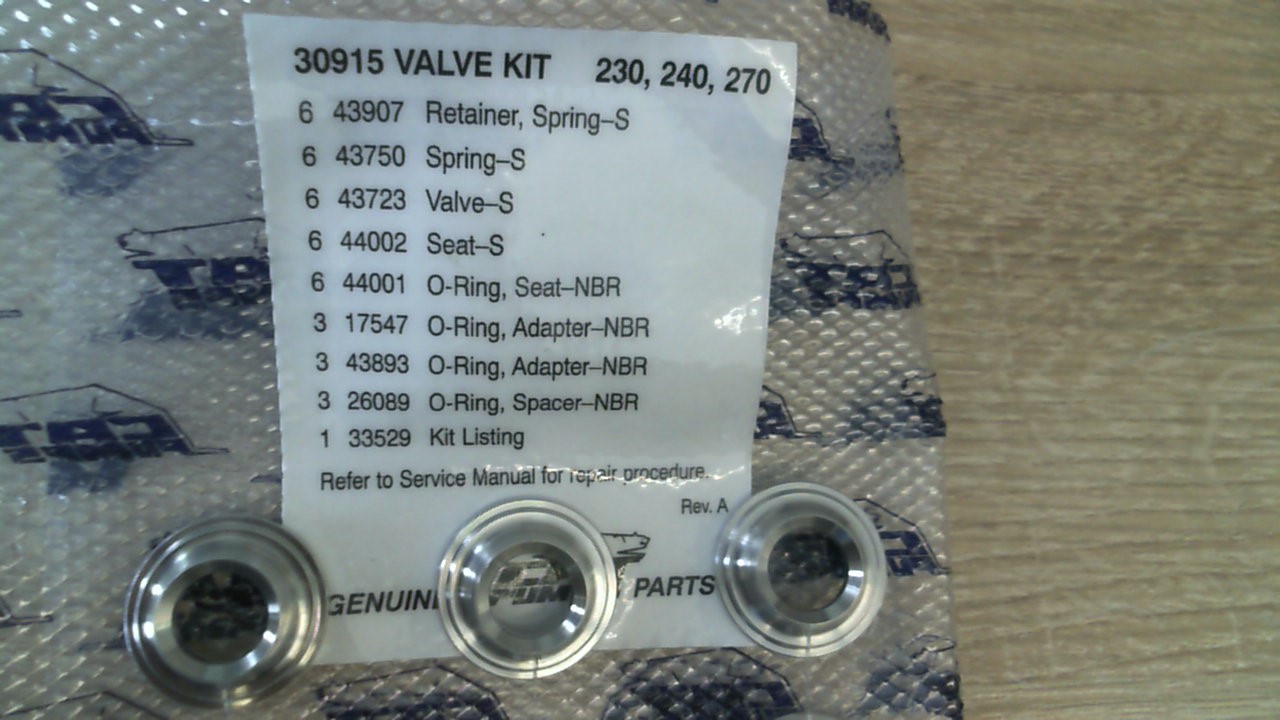 30915 VALVE KIT 230, 240, 270
6 43907 Retainer, Spring–S
6 43750 Spring–S
6 43723 Valve–S
6 44002 Seat–S
6 44001 O-Ring, Seat–NBR
3 17547 O-Ring, Adapter–NBR
3 43893 O-Ring, Adapter–NBR
3 26089 O-Ring, Spacer–NBR
1 33529 Kit Listing
Refer to Service Manual for repair procedure.
Rev. A
PARTS